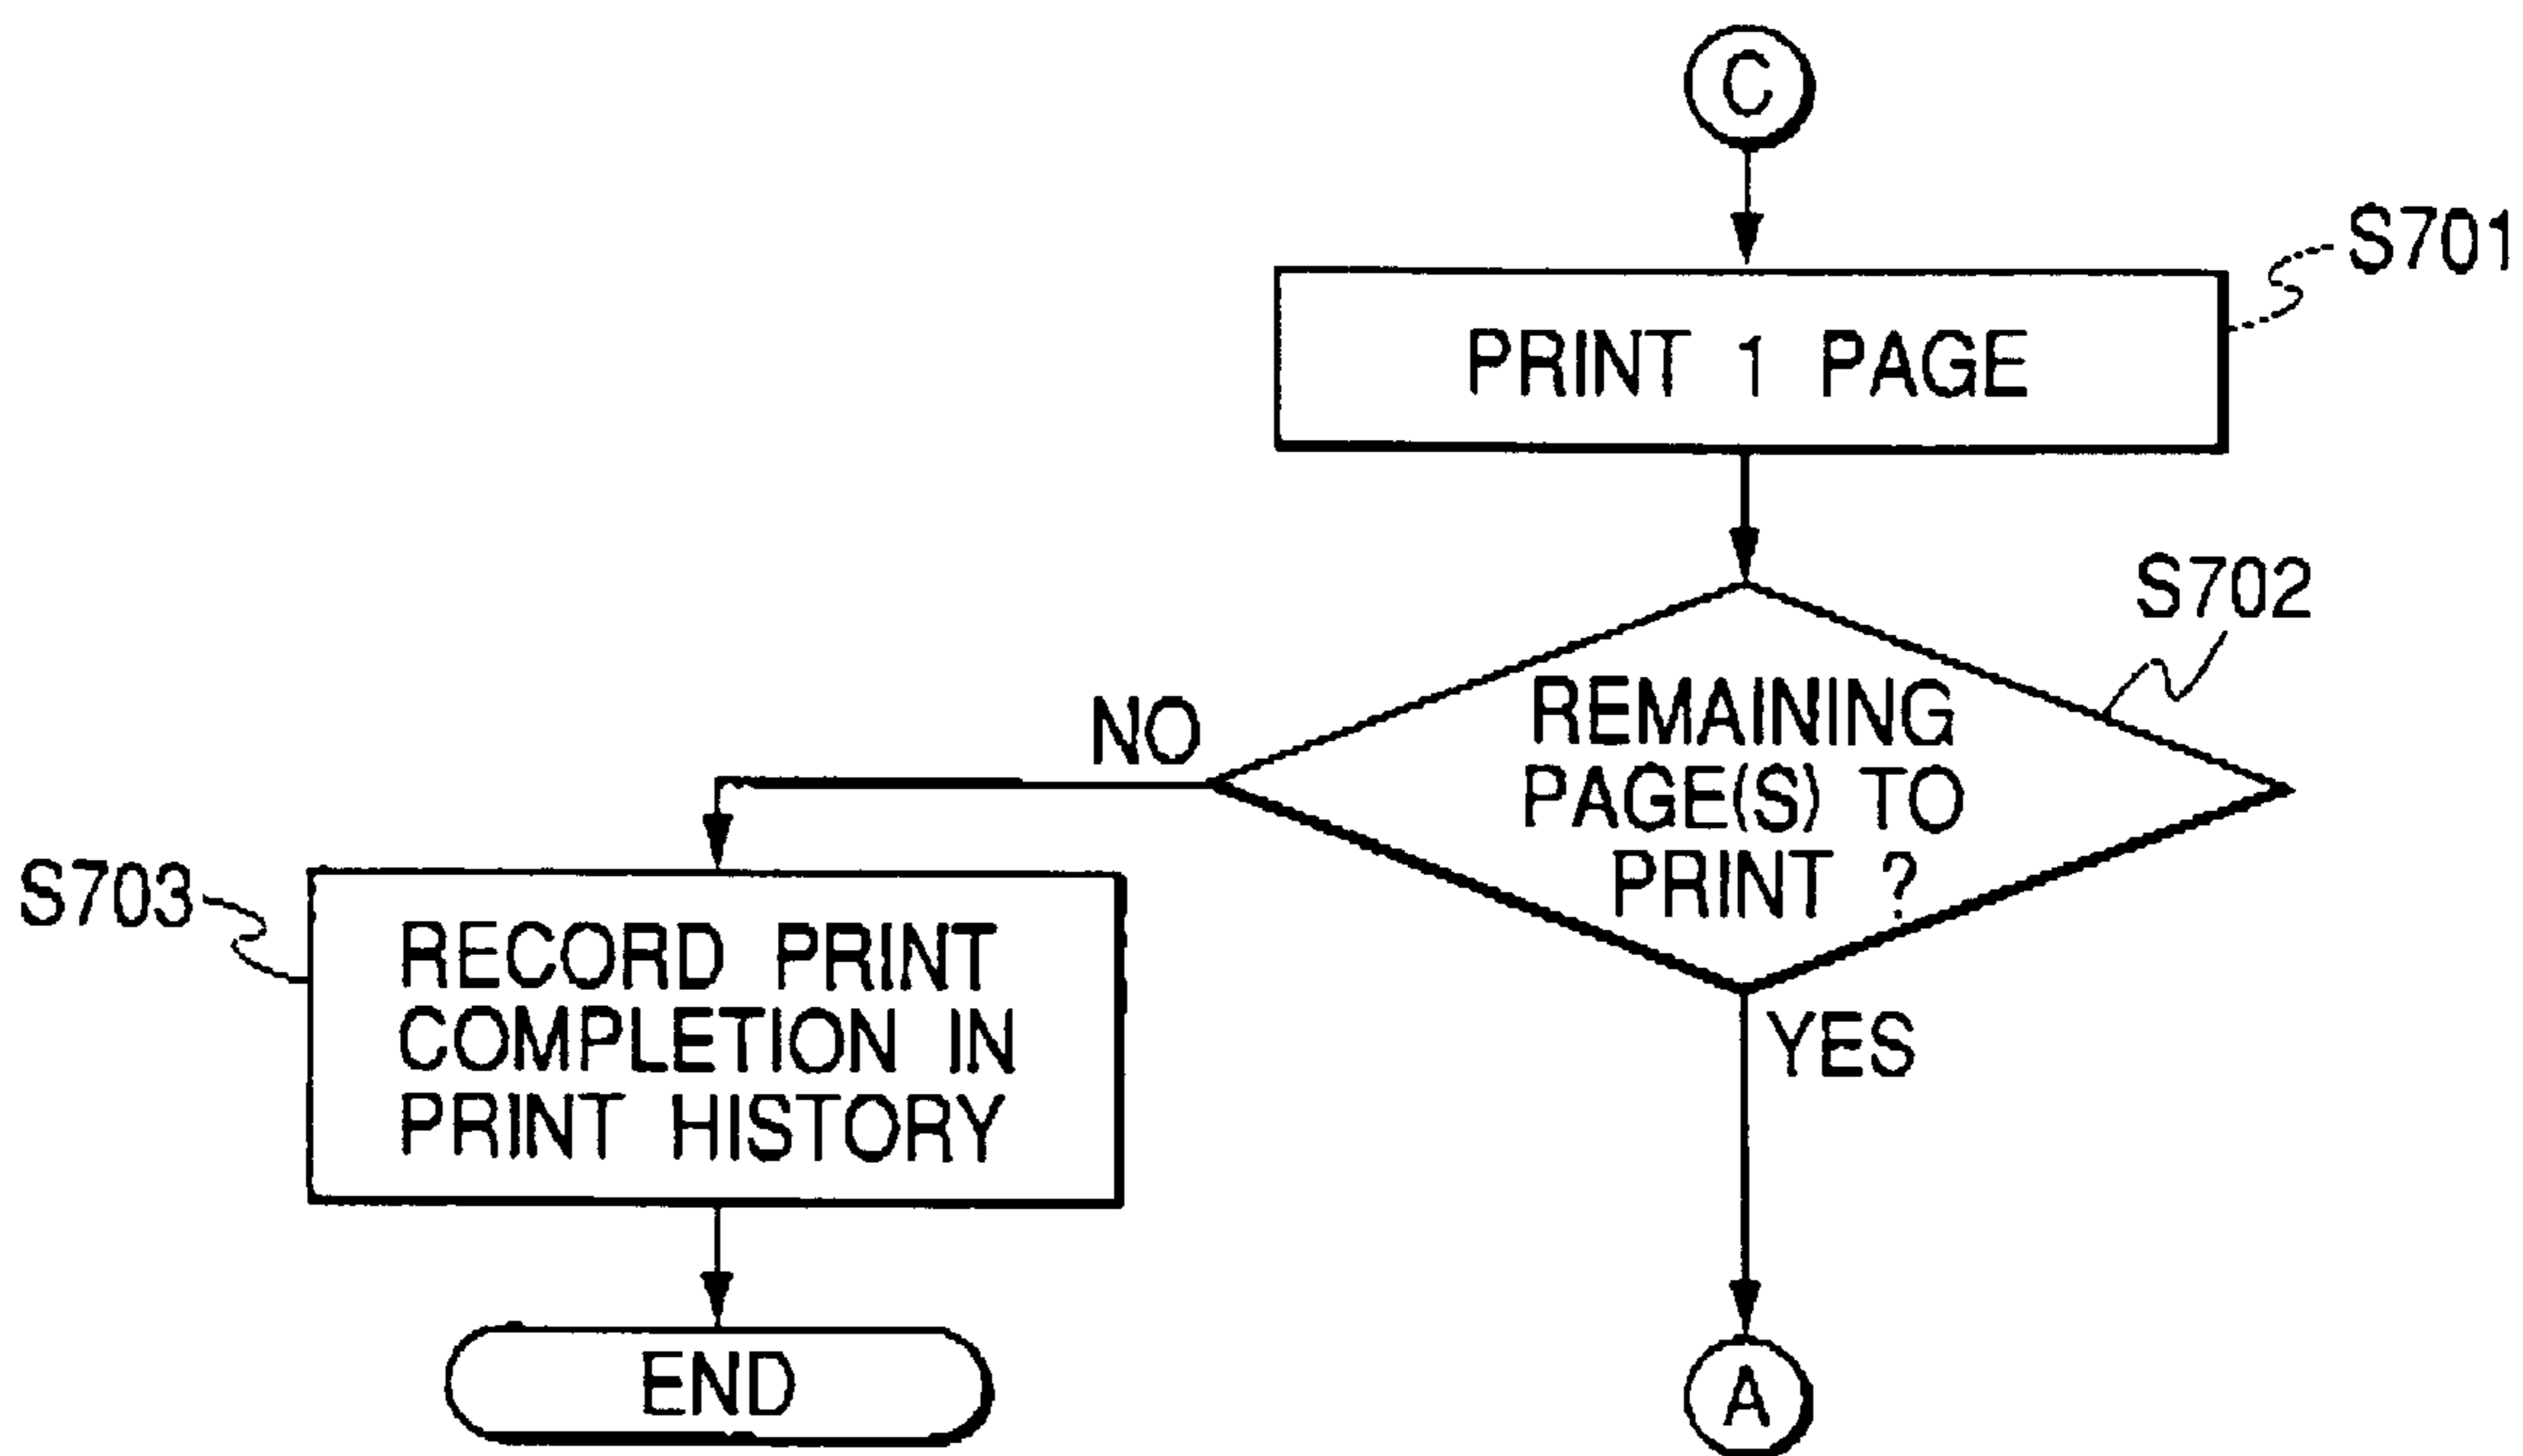 C
S701
PRINT 1 PAGE
S702
REMAINING
PAGE(S) TO
PRINT ?
NO
YES
S703
RECORD PRINT
COMPLETION IN
PRINT HISTORY
END
A